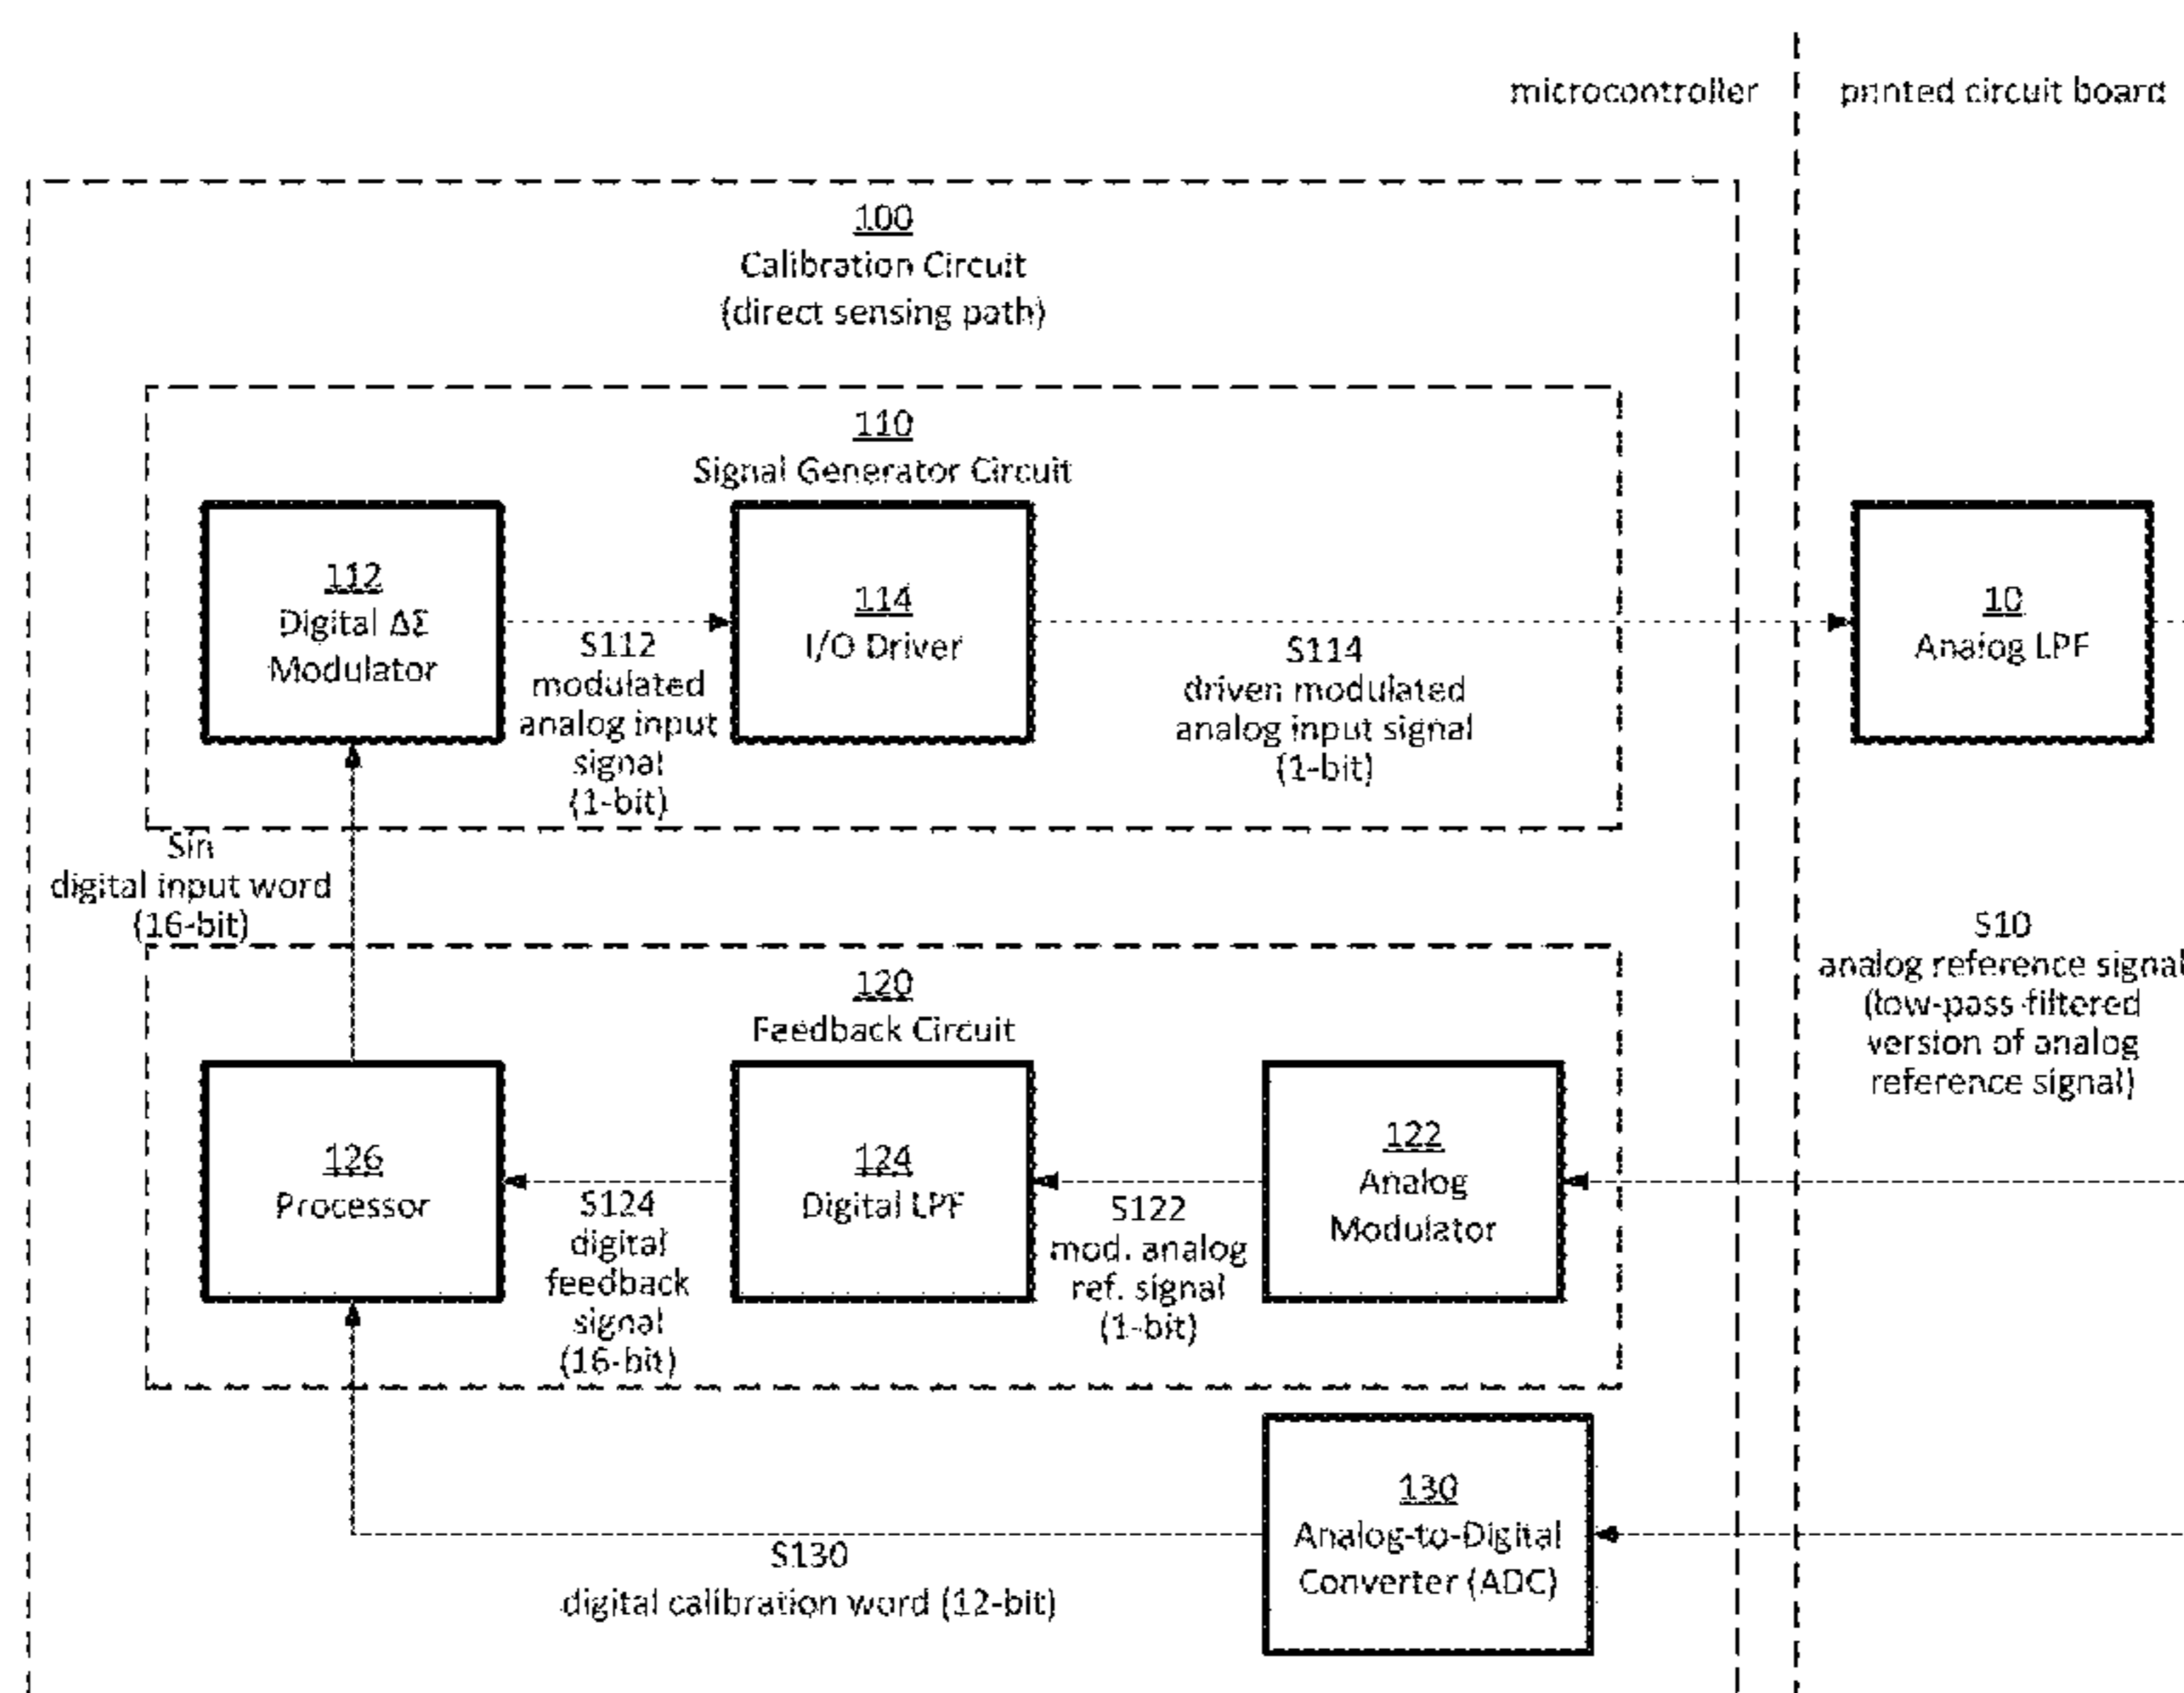 microcontroller
printed circuit board
100
Calibration Circuit
(direct sensing path)
110
Signal Generator Circuit
112
Digital ΔΣ
Modulator
S112
modulated
analog input
signal
(1-bit)
114
I/O Driver
S114
driven modulated
analog input signal
(1-bit)
10
Analog LPF
Sin
digital input word
(16-bit)
S10
analog reference signal
(low-pass-filtered
version of analog
reference signal)
120
Feedback Circuit
126
Processor
S124
digital
feedback
signal
(16-bit)
124
Digital LPF
S122
mod. analog
ref. signal
(1-bit)
122
Analog
Modulator
130
Analog-to-Digital
Converter (ADC)
S130
digital calibration word (12-bit)